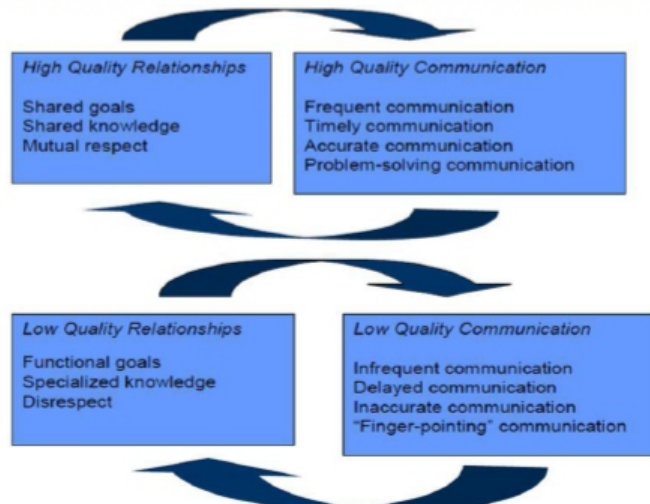 High Quality Relationships
Shared goals
Shared knowledge
Mutual respect
High Quality Communication
Frequent communication
Timely communication
Accurate communication
Problem-solving communication
Low Quality Relationships
Functional goals
Specialized knowledge
Disrespect
Low Quality Communication
Infrequent communication
Delayed communication
Inaccurate communication
“Finger-pointing” communication